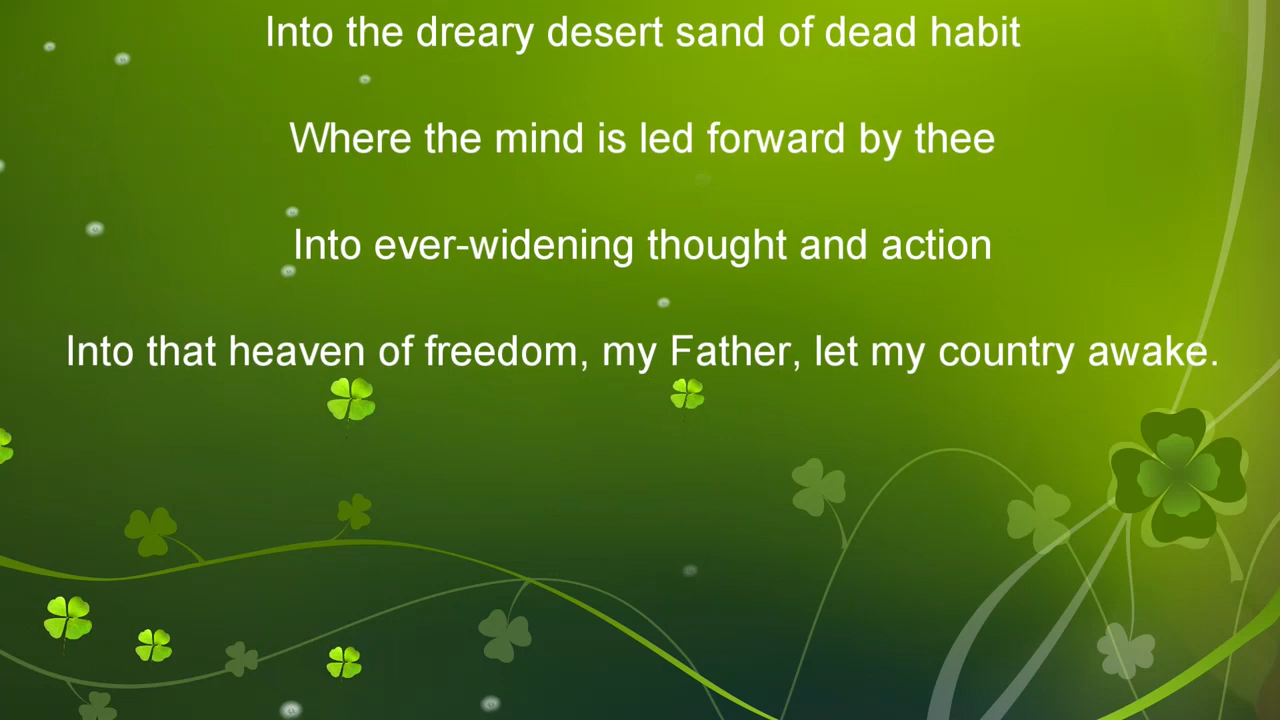 Into the dreary desert sand of dead habit
Where the mind is led forward by thee
Into ever-widening thought and action
Into that heaven of freedom, my Father, let my country awake.